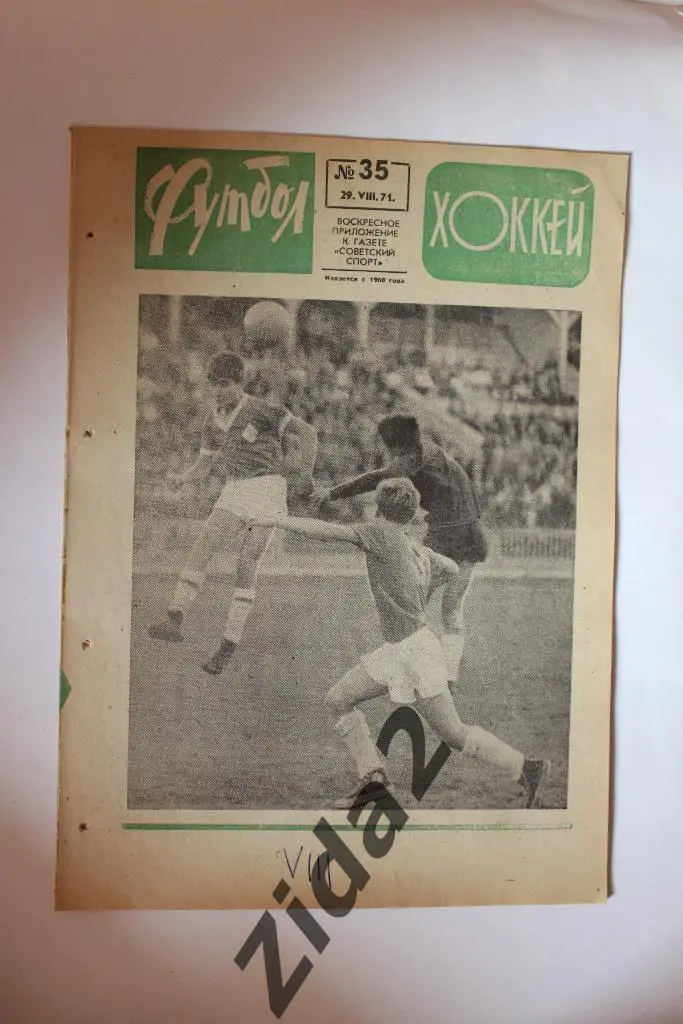 Футбол
№ 35
29. VIII. 71.
ВОСКРЕСНОЕ
ПРИЛОЖЕНИЕ
К ГАЗЕТЕ
«СОВЕТСКИЙ
СПОРТ»
Издается с 1960 года
ХОККЕЙ
VIII
zida2